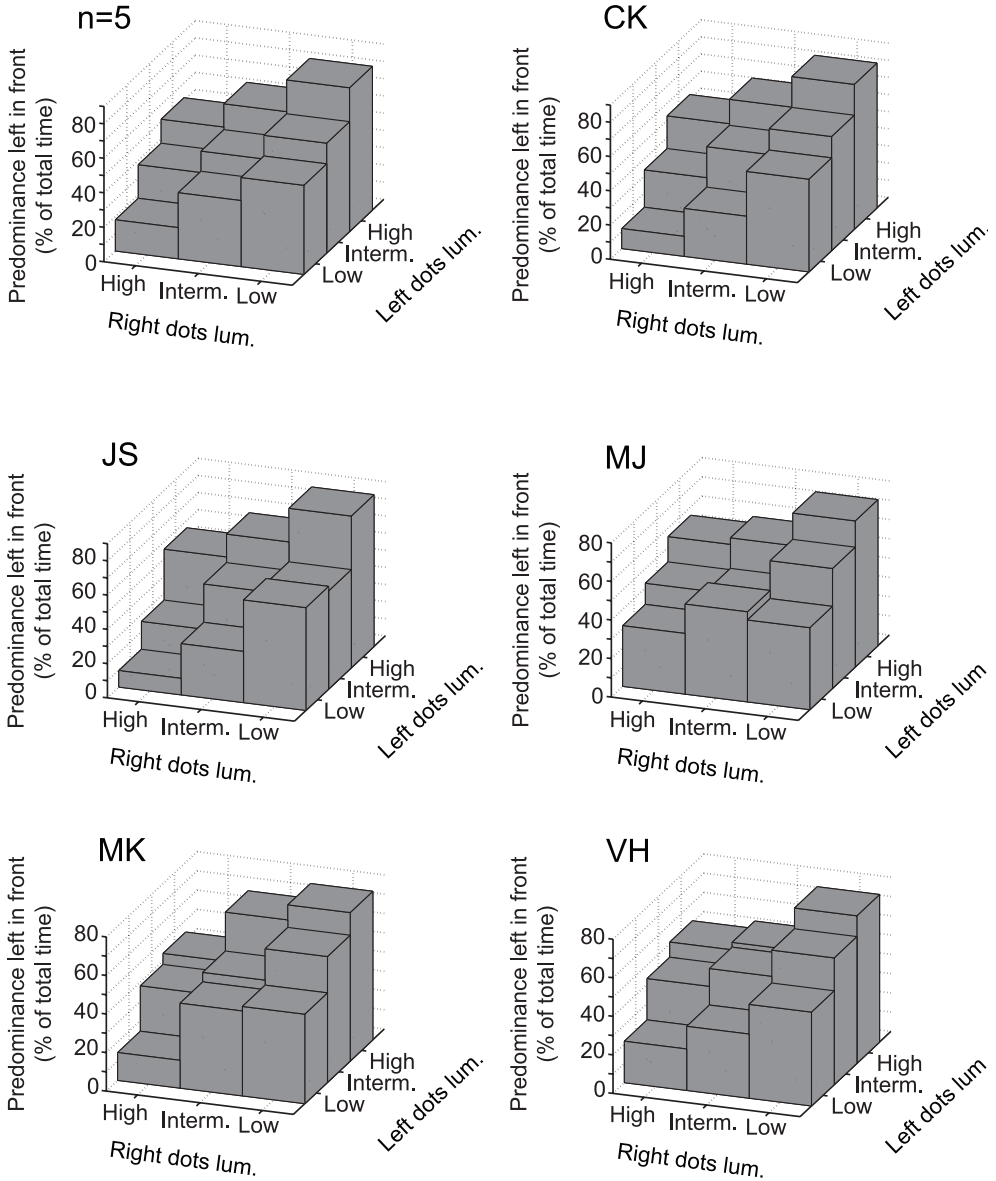 n=5
Predominance left in front
(% of total time)
80
60
40
20
0
High
Interm.
Low
Right dots lum.
Low
Interm.
High
Left dots lum.
CK
Predominance left in front
(% of total time)
80
60
40
20
0
High
Interm.
Low
Right dots lum.
Low
Interm.
High
Left dots lum.
JS
Predominance left in front
(% of total time)
80
60
40
20
0
High
Interm.
Low
Right dots lum.
Low
Interm.
High
Left dots lum.
MJ
Predominance left in front
(% of total time)
80
60
40
20
0
High
Interm.
Low
Right dots lum.
Low
Interm.
High
Left dots lum
MK
Predominance left in front
(% of total time)
80
60
40
20
0
High
Interm.
Low
Right dots lum.
Low
Interm.
High
Left dots lum.
VH
Predominance left in front
(% of total time)
80
60
40
20
0
High
Interm.
Low
Right dots lum.
Low
Interm.
High
Left dots lum